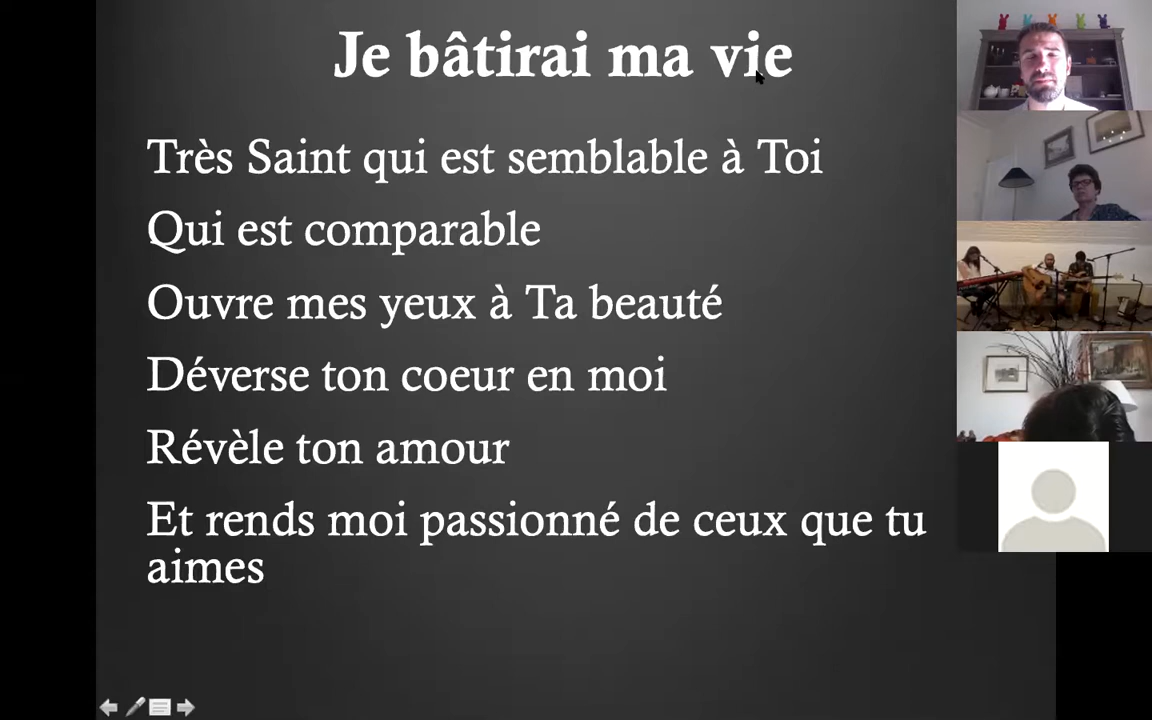 Je bâtirai ma vie
Très Saint qui est semblable à Toi
Qui est comparable
Ouvre mes yeux à Ta beauté
Déverse ton coeur en moi
Révèle ton amour
Et rends moi passionné de ceux que tu
aimes